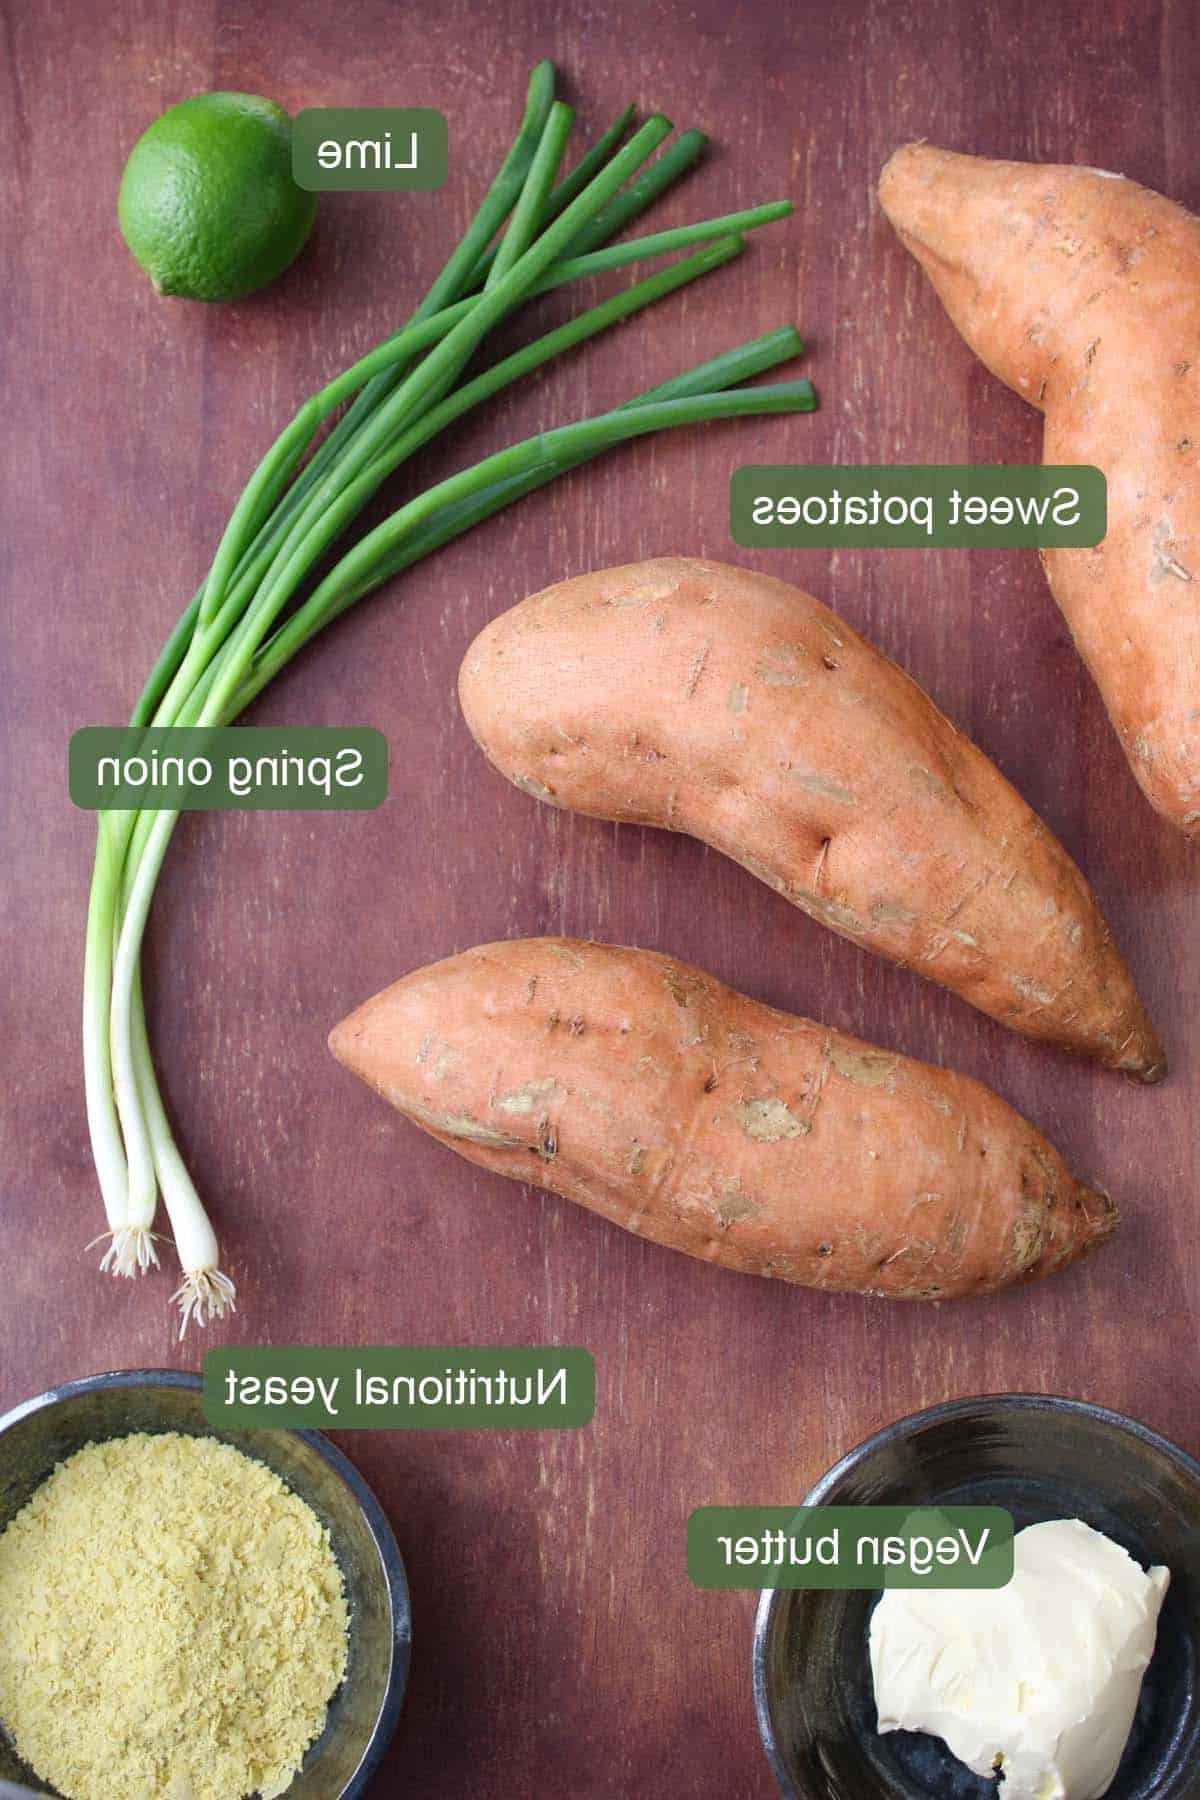 Lime
Sweet potatoes
Spring onion
Nutritional yeast
Vegan butter